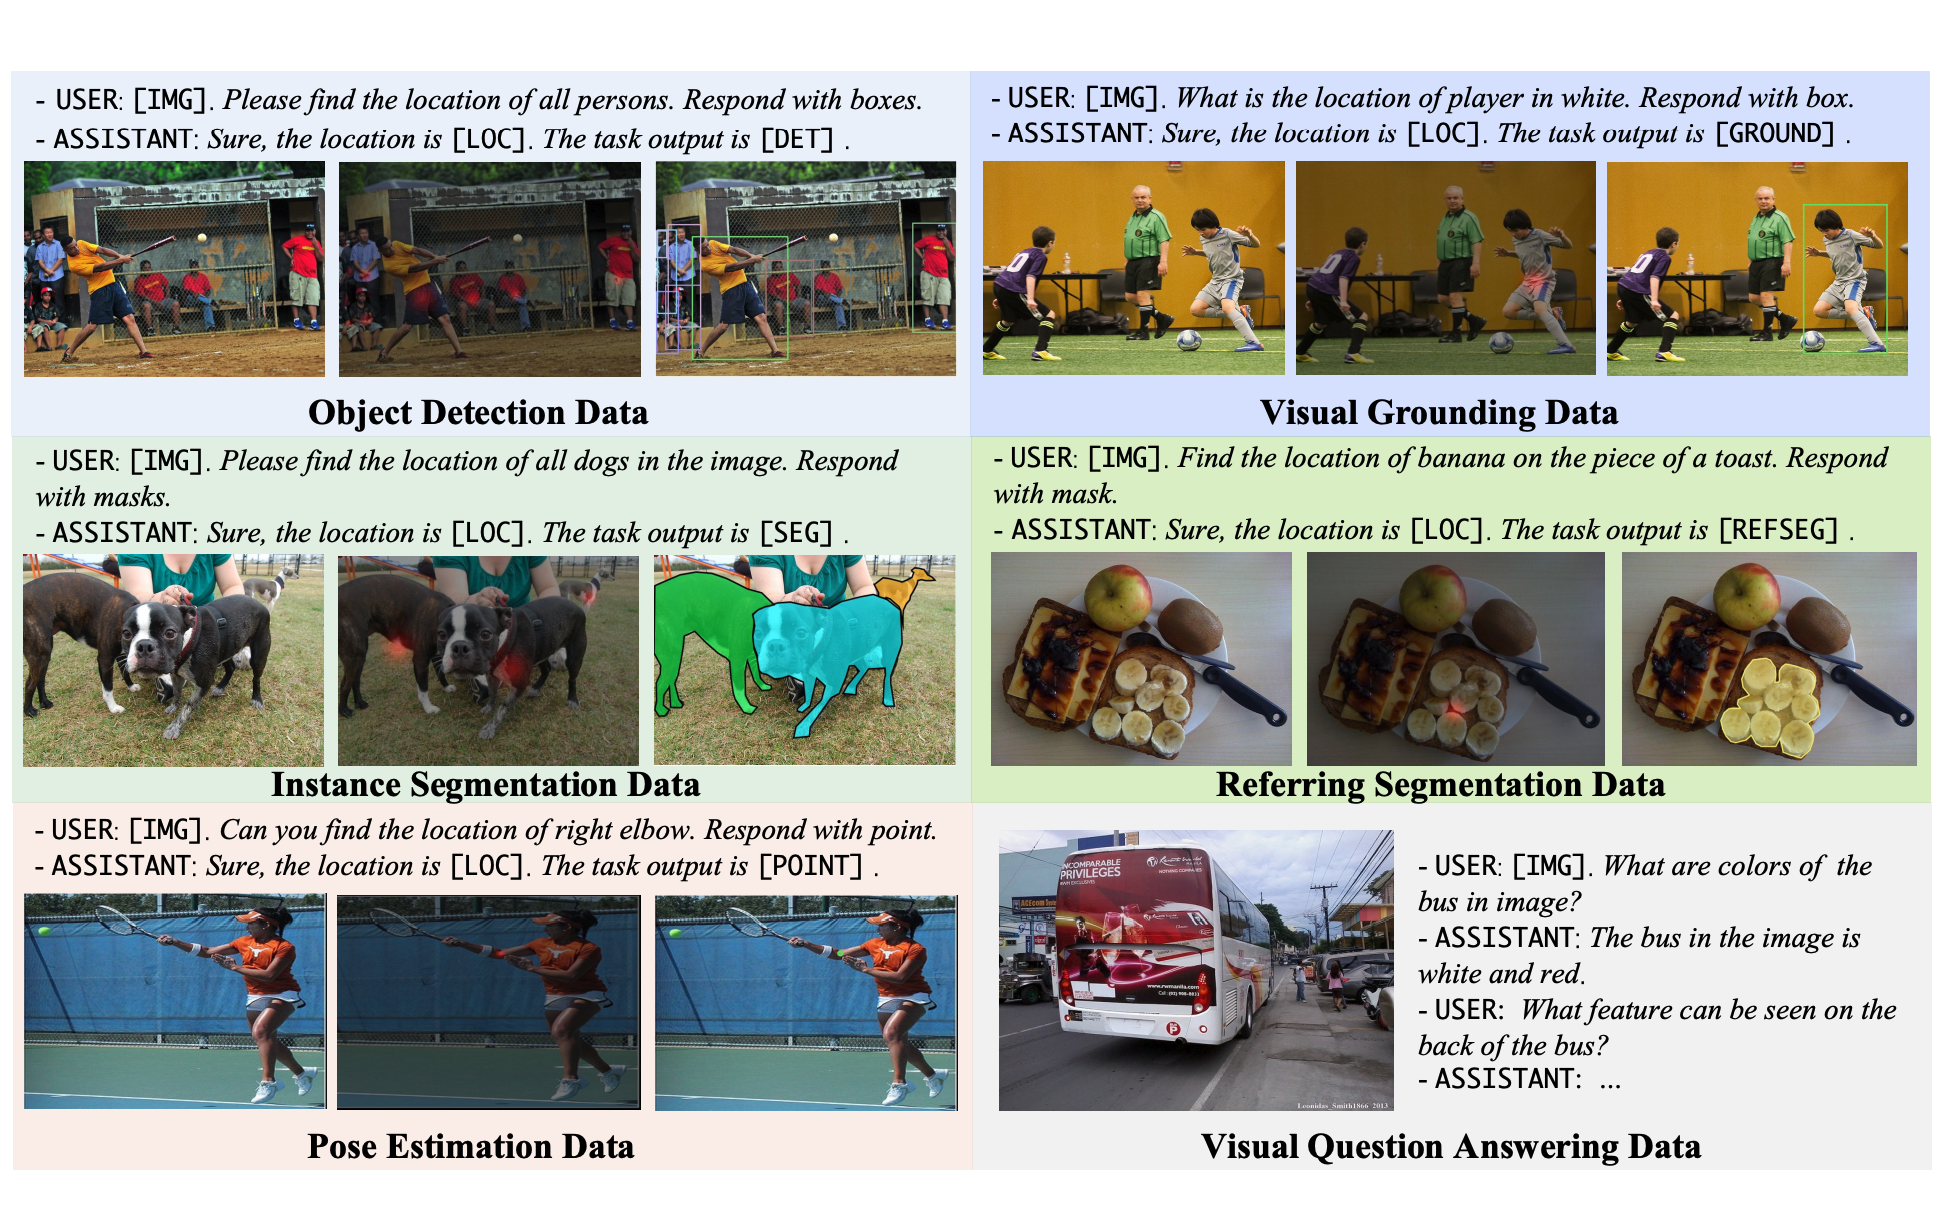 - USER: [IMG]. Please find the location of all persons. Respond with boxes.
- ASSISTANT: Sure, the location is [LOC]. The task output is [DET] .
Object Detection Data
- USER: [IMG]. What is the location of player in white. Respond with box.
- ASSISTANT: Sure, the location is [LOC]. The task output is [GROUND] .
Visual Grounding Data
- USER: [IMG]. Please find the location of all dogs in the image. Respond
with masks.
- ASSISTANT: Sure, the location is [LOC]. The task output is [SEG] .
Instance Segmentation Data
- USER: [IMG]. Find the location of banana on the piece of a toast. Respond
with mask.
- ASSISTANT: Sure, the location is [LOC]. The task output is [REFSEG] .
Referring Segmentation Data
- USER: [IMG]. Can you find the location of right elbow. Respond with point.
- ASSISTANT: Sure, the location is [LOC]. The task output is [POINT] .
Pose Estimation Data
INCOMPARABLE
PRIVILEGES
NOTHING COMPARES
www.rwmanila.com
Leonidas_Smith1866 2013
- USER: [IMG]. What are colors of the
bus in image?
- ASSISTANT: The bus in the image is
white and red.
- USER: What feature can be seen on the
back of the bus?
- ASSISTANT: ...
Visual Question Answering Data